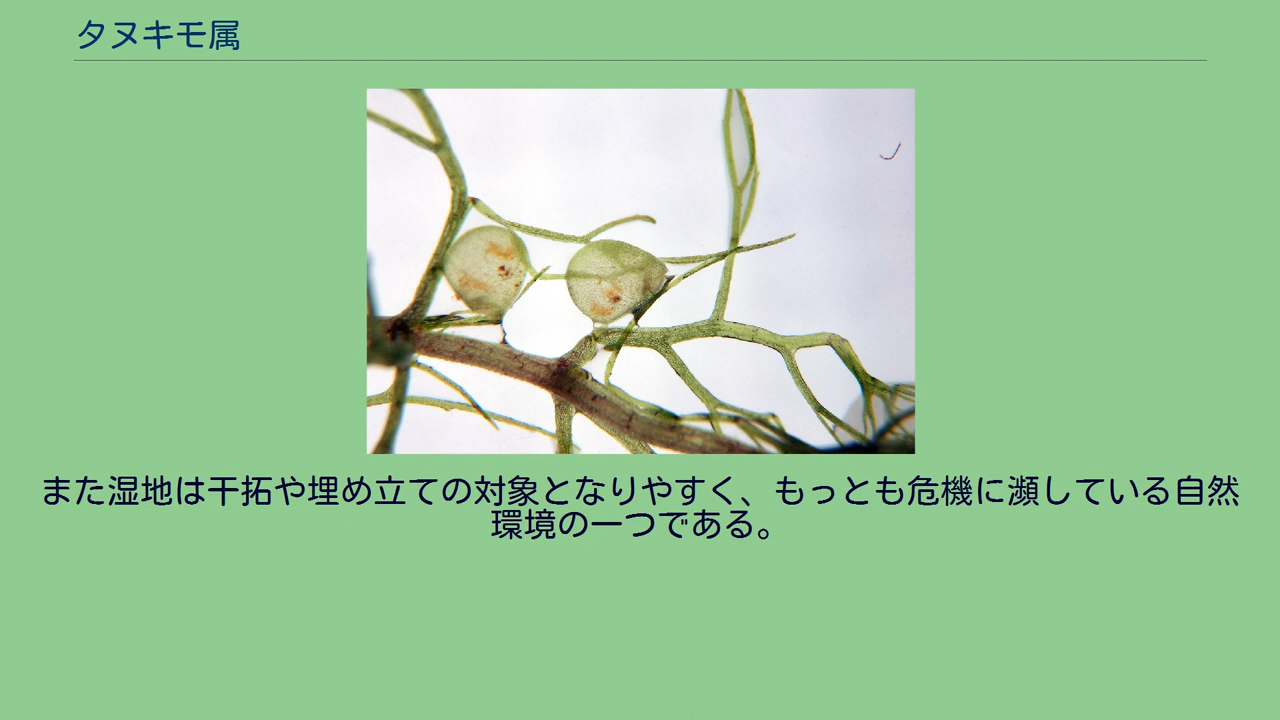 タヌキモ属
また湿地は干拓や埋め立ての対象となりやすく、もっとも危機に瀕している自然
環境の一つである。